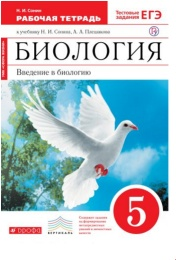 Н. И. Сонин
РАБОЧАЯ ТЕТРАДЬ
Тестовые задания ЕГЭ
к учебнику Н. И. Сонина, А. А. Плешакова
БИОЛОГИЯ
Введение в биологию
5
ДРОФА
ВЕРТИКАЛЬ